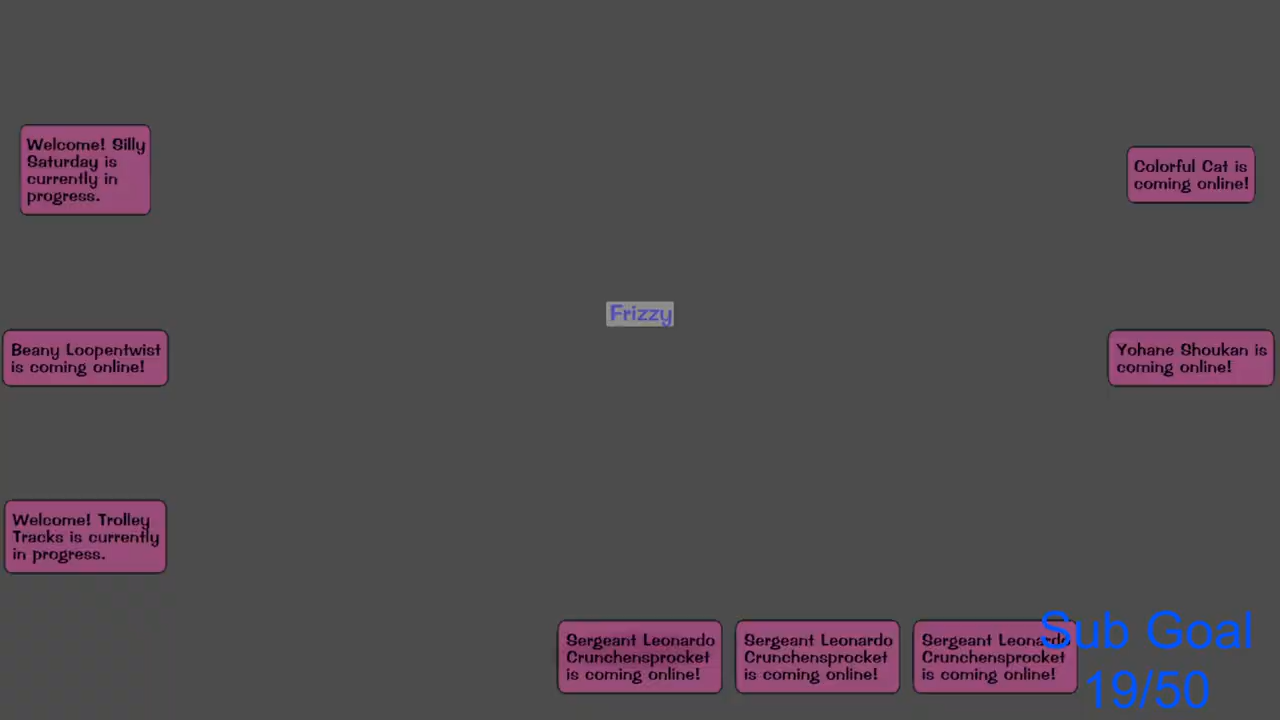 Welcome! Silly
Saturday is
currently in
progress.
Colorful Cat is
coming online!
Frizzy
Beany Loopentwist
is coming online!
Yohane Shoukan is
coming online!
Welcome! Trolley
Tracks is currently
in progress.
Sergeant Leonardo
Crunchensprocket
is coming online!
Sergeant Leonardo
Crunchensprocket
is coming online!
Sergeant Leonardo
Crunchensprocket
is coming online!
Sub Goal
19/50